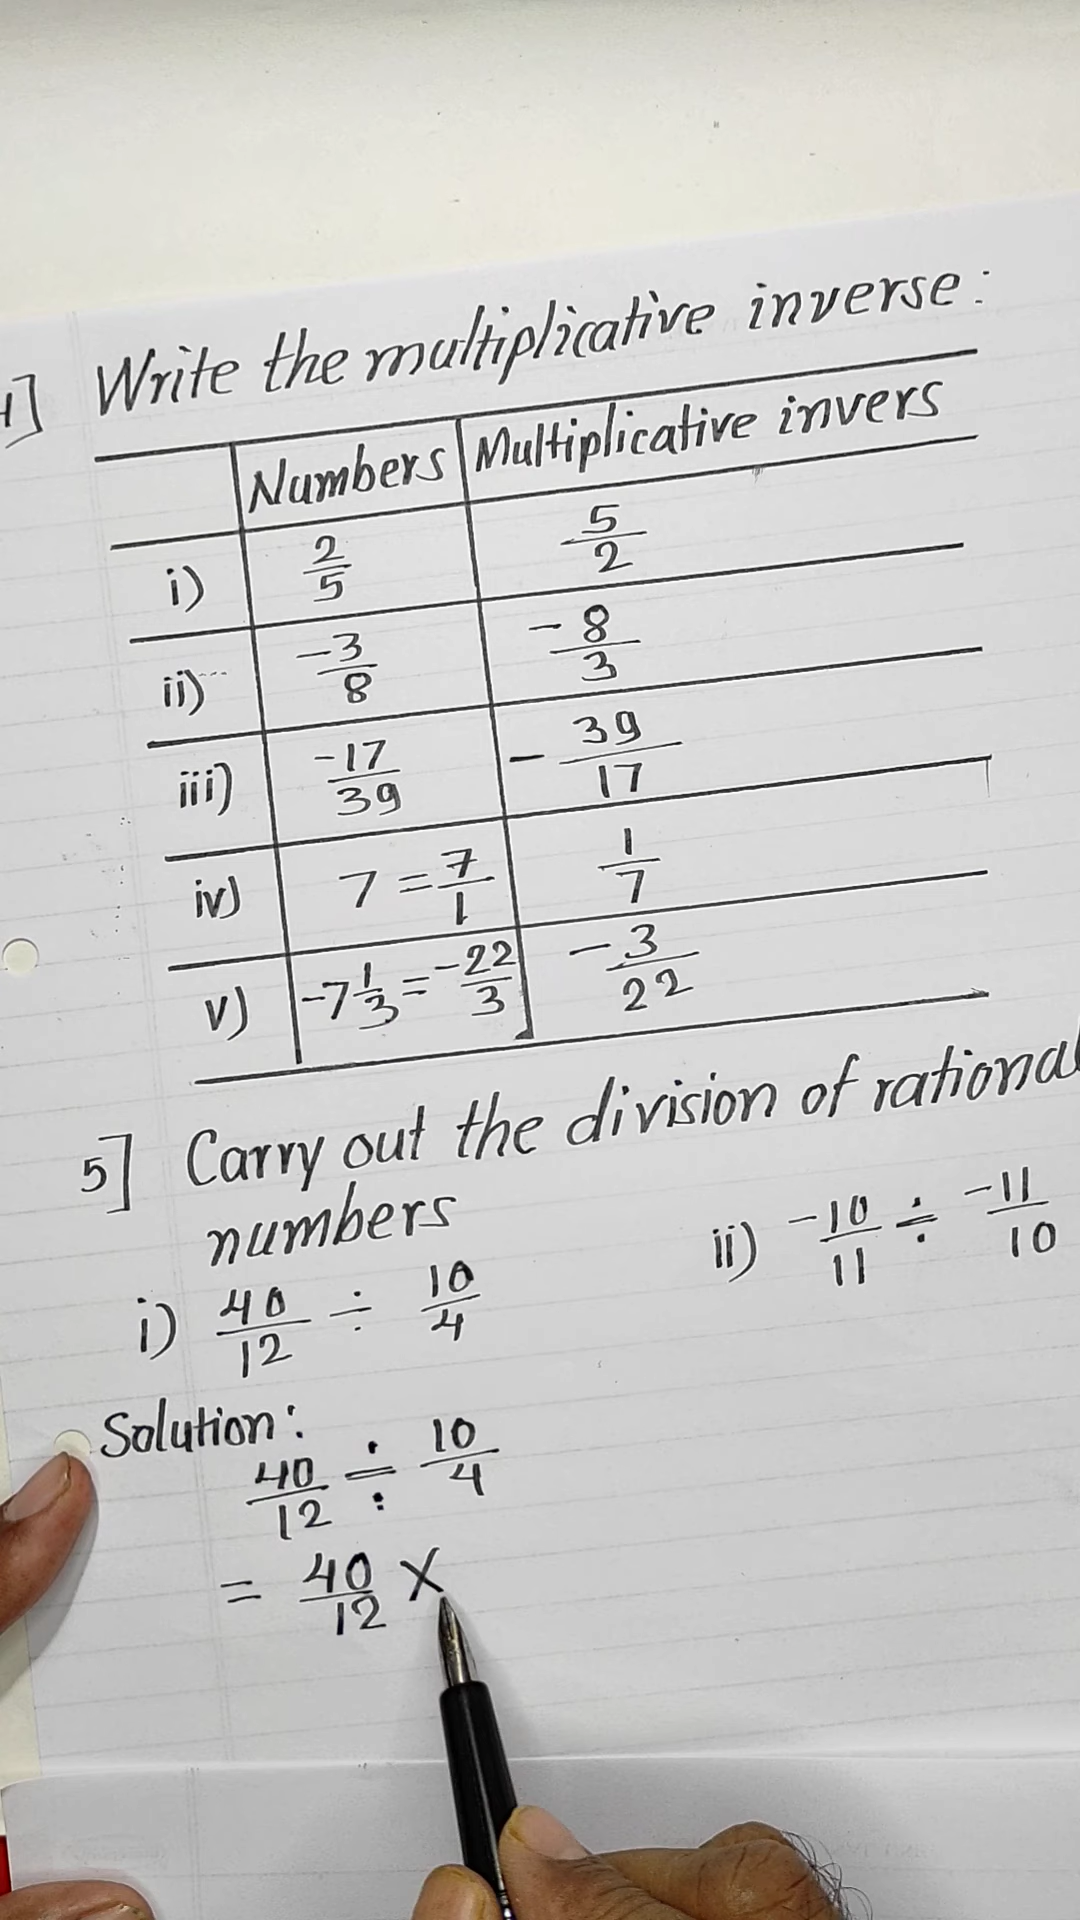 4] Write the multiplicative inverse:
Numbers Multiplicative invers
i) 2/5 5/2
ii) -3/8 -8/3
iii) -17/39 -39/17
iv) 7 = 7/1 1/7
v) -7 1/3 = -22/3 -3/22
5] Carry out the division of rational
numbers
i) 40/12 ÷ 10/4 ii) -10/11 ÷ -11/10
Solution:
40/12 ÷ 10/4
= 40/12 ×